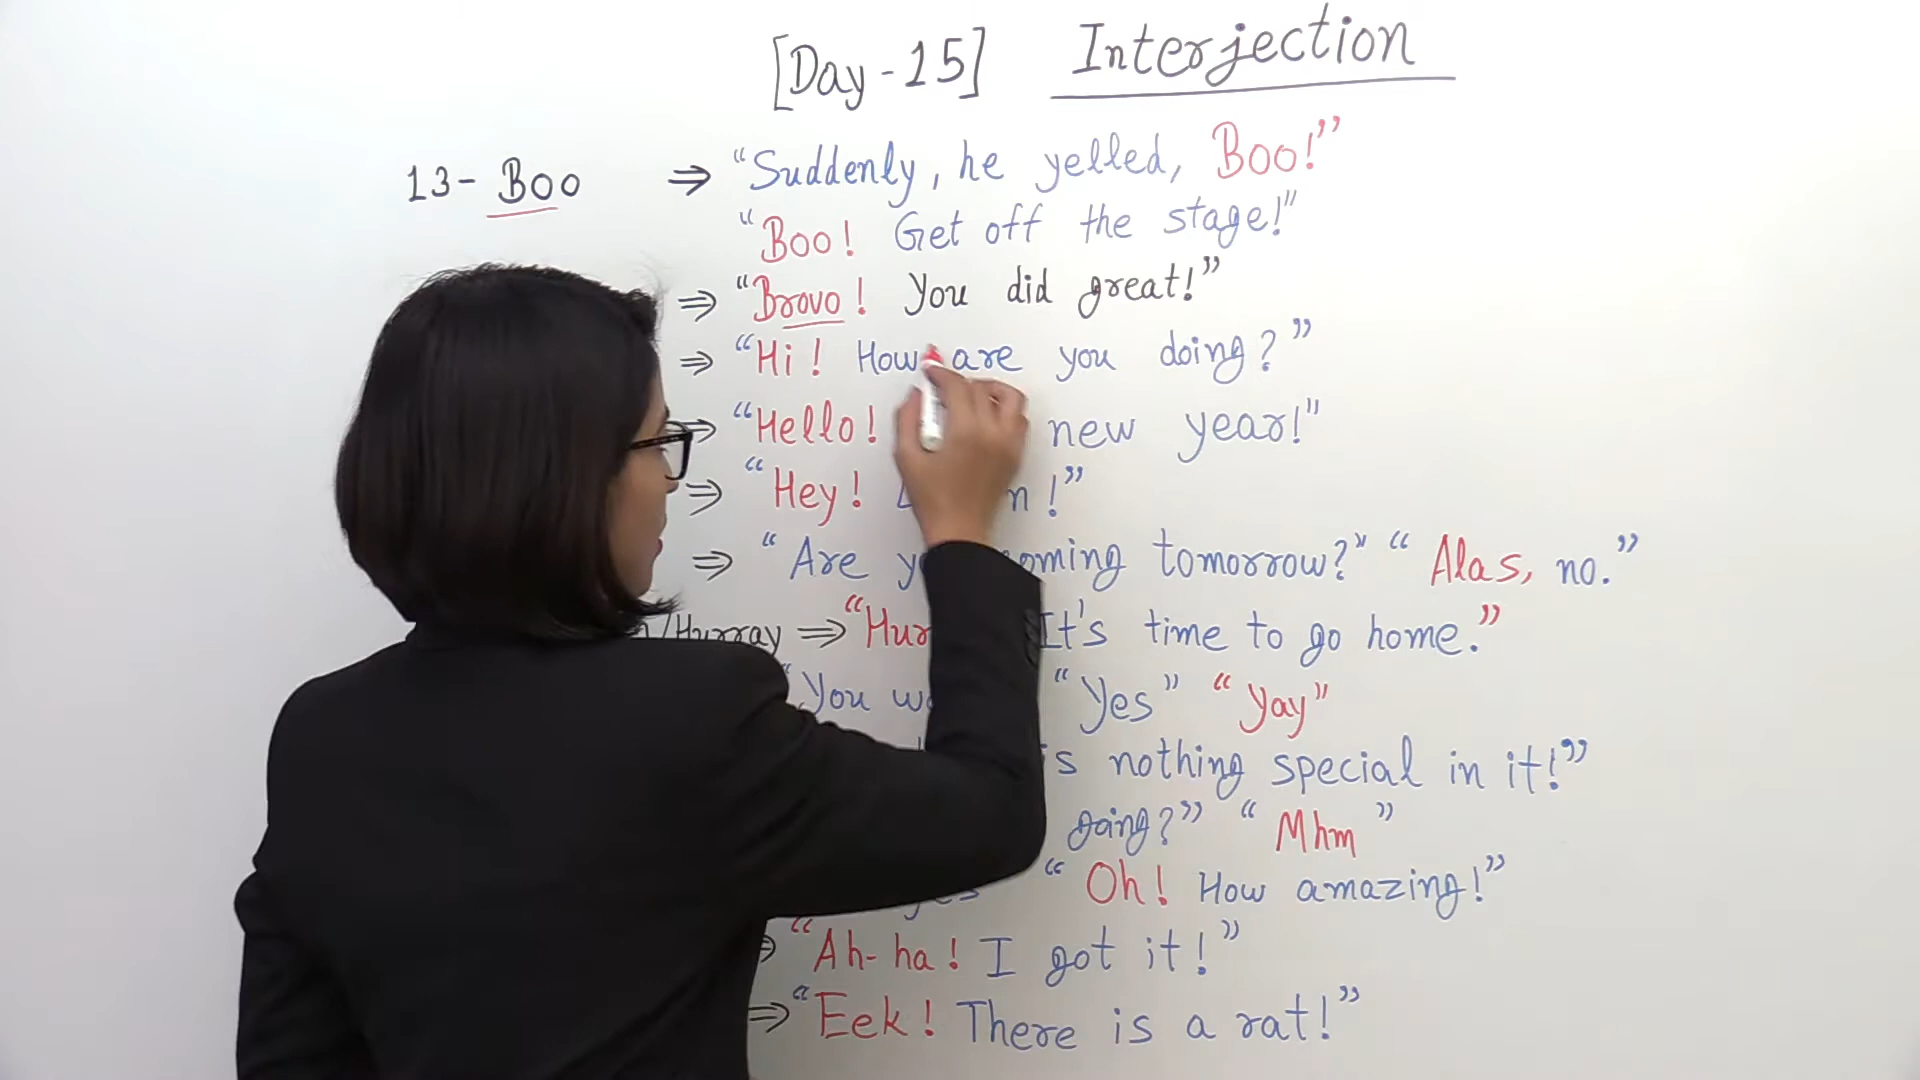 [Day-15] Interjection
13- Boo ⇒ “Suddenly, he yelled, Boo!”
“Boo! Get off the stage!”
⇒ “Bravo! You did great!”
⇒ “Hi! How are you doing?”
⇒ “Hello! new year!”
⇒ “Hey! !”
⇒ “Are coming tomorrow?” “Alas, no.”
/Hurray ⇒ “ It's time to go home.”
“You “Yes” “Yay”
is nothing special in it!”
going?” “Mhm”
“Oh! How amazing!”
⇒ “Ah-ha! I got it!”
⇒ “Eek! There is a rat!”